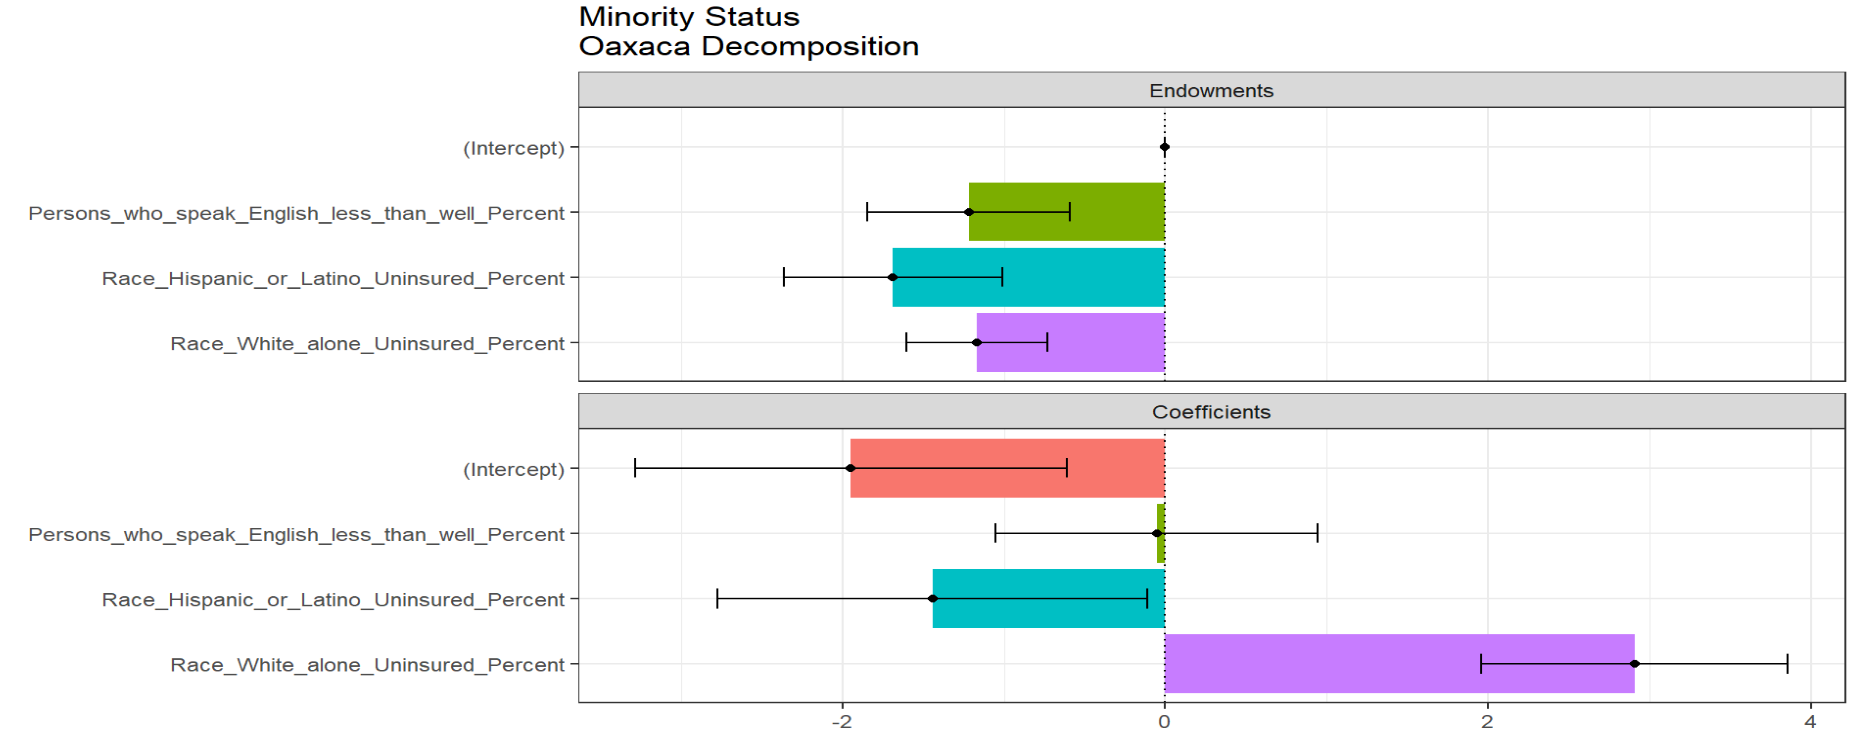 Minority Status
Oaxaca Decomposition
Endowments
(Intercept)
Persons_who_speak_English_less_than_well_Percent
Race_Hispanic_or_Latino_Uninsured_Percent
Race_White_alone_Uninsured_Percent
Coefficients
(Intercept)
Persons_who_speak_English_less_than_well_Percent
Race_Hispanic_or_Latino_Uninsured_Percent
Race_White_alone_Uninsured_Percent
-2 0 2 4